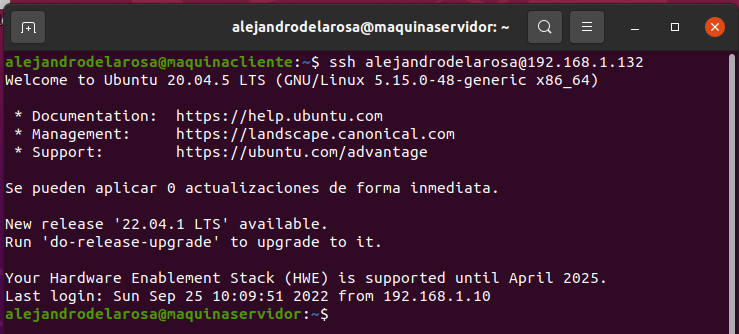 alejandrodelarosa@maquinaservidor: ~
alejandrodelarosa@maquinacliente:~$ ssh alejandrodelarosa@192.168.1.132
Welcome to Ubuntu 20.04.5 LTS (GNU/Linux 5.15.0-48-generic x86_64)
* Documentation:  https://help.ubuntu.com
* Management:     https://landscape.canonical.com
* Support:        https://ubuntu.com/advantage
Se pueden aplicar 0 actualizaciones de forma inmediata.
New release '22.04.1 LTS' available.
Run 'do-release-upgrade' to upgrade to it.
Your Hardware Enablement Stack (HWE) is supported until April 2025.
Last login: Sun Sep 25 10:09:51 2022 from 192.168.1.10
alejandrodelarosa@maquinaservidor:~$